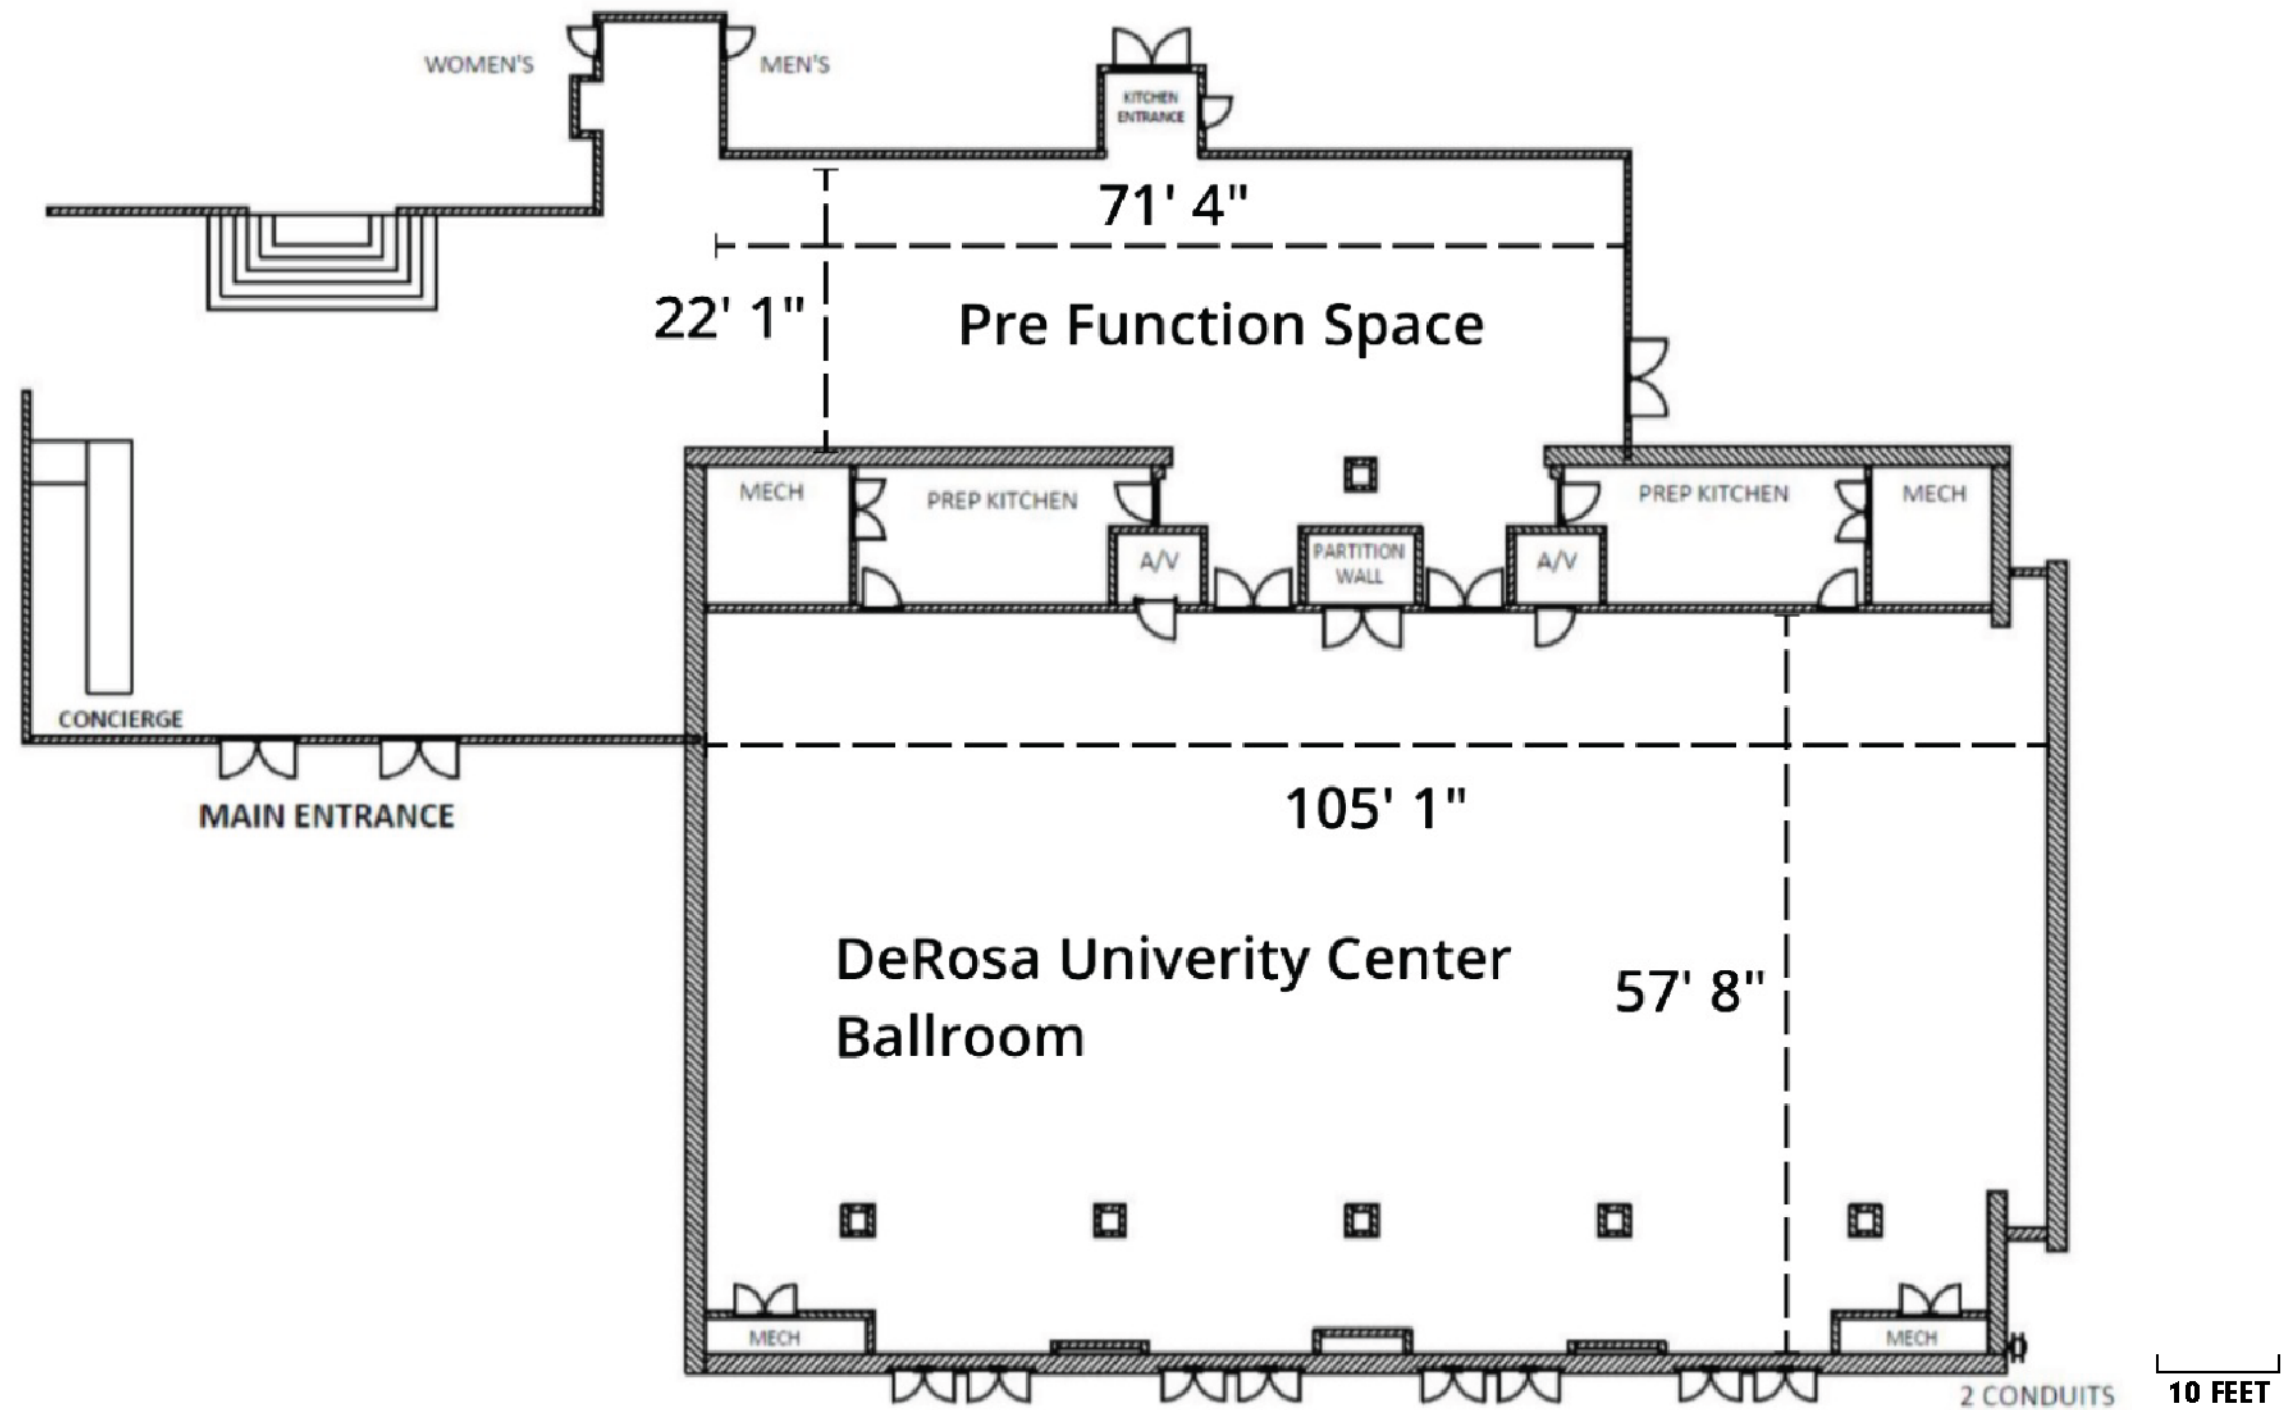 WOMEN'S
MEN'S
KITCHEN
ENTRANCE
71' 4"
22' 1"
Pre Function Space
MECH
PREP KITCHEN
PREP KITCHEN
MECH
A/V
PARTITION
WALL
A/V
CONCIERGE
MAIN ENTRANCE
105' 1"
DeRosa Univerity Center
Ballroom
57' 8"
MECH
MECH
2 CONDUITS
10 FEET